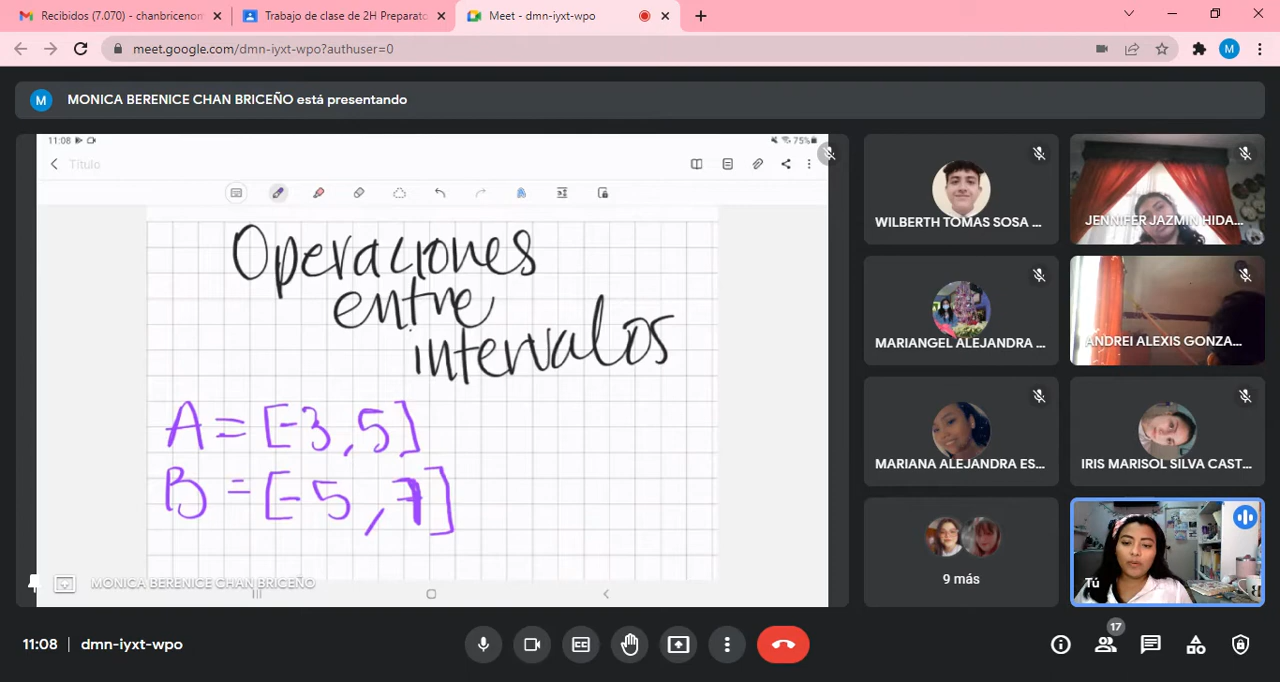 Recibidos (7.070) - chanbricenom
Trabajo de clase de 2H Preparato
Meet - dmn-iyxt-wpo
meet.google.com/dmn-iyxt-wpo?authuser=0
M
M
MONICA BERENICE CHAN BRICEÑO está presentando
11:08
75%
Título
Operaciones
entre
intervalos
A = [-3, 5]
B = [-5, 7]
MONICA BERENICE CHAN BRICEÑO
WILBERTH TOMAS SOSA ...
JENNIFER JAZMIN HIDA...
MARIANGEL ALEJANDRA ...
ANDREI ALEXIS GONZA...
MARIANA ALEJANDRA ES...
IRIS MARISOL SILVA CAST...
9 más
Tú
11:08 | dmn-iyxt-wpo
17